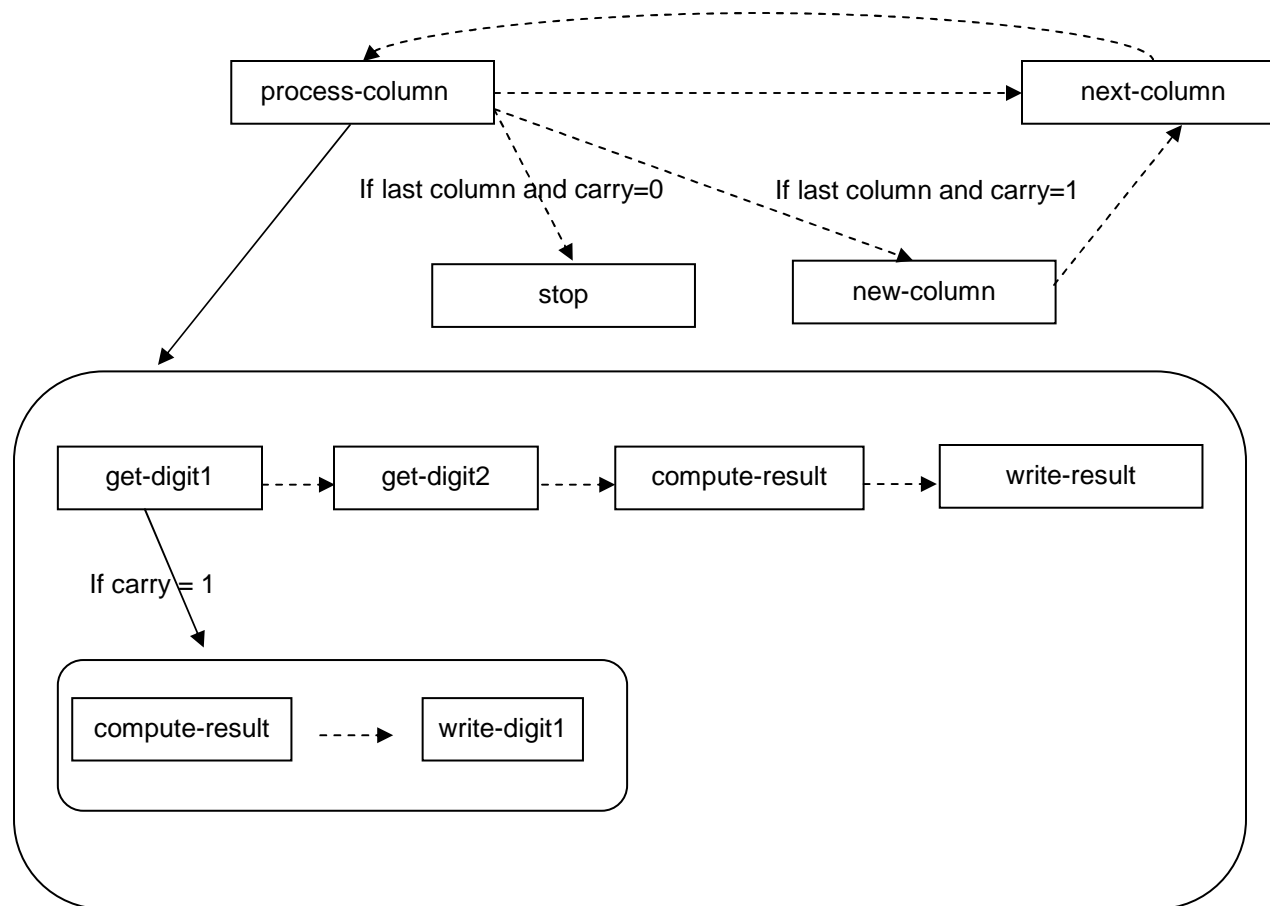 process-column
next-column
If last column and carry=0
If last column and carry=1
stop
new-column
get-digit1
get-digit2
compute-result
write-result
If carry = 1
compute-result
write-digit1